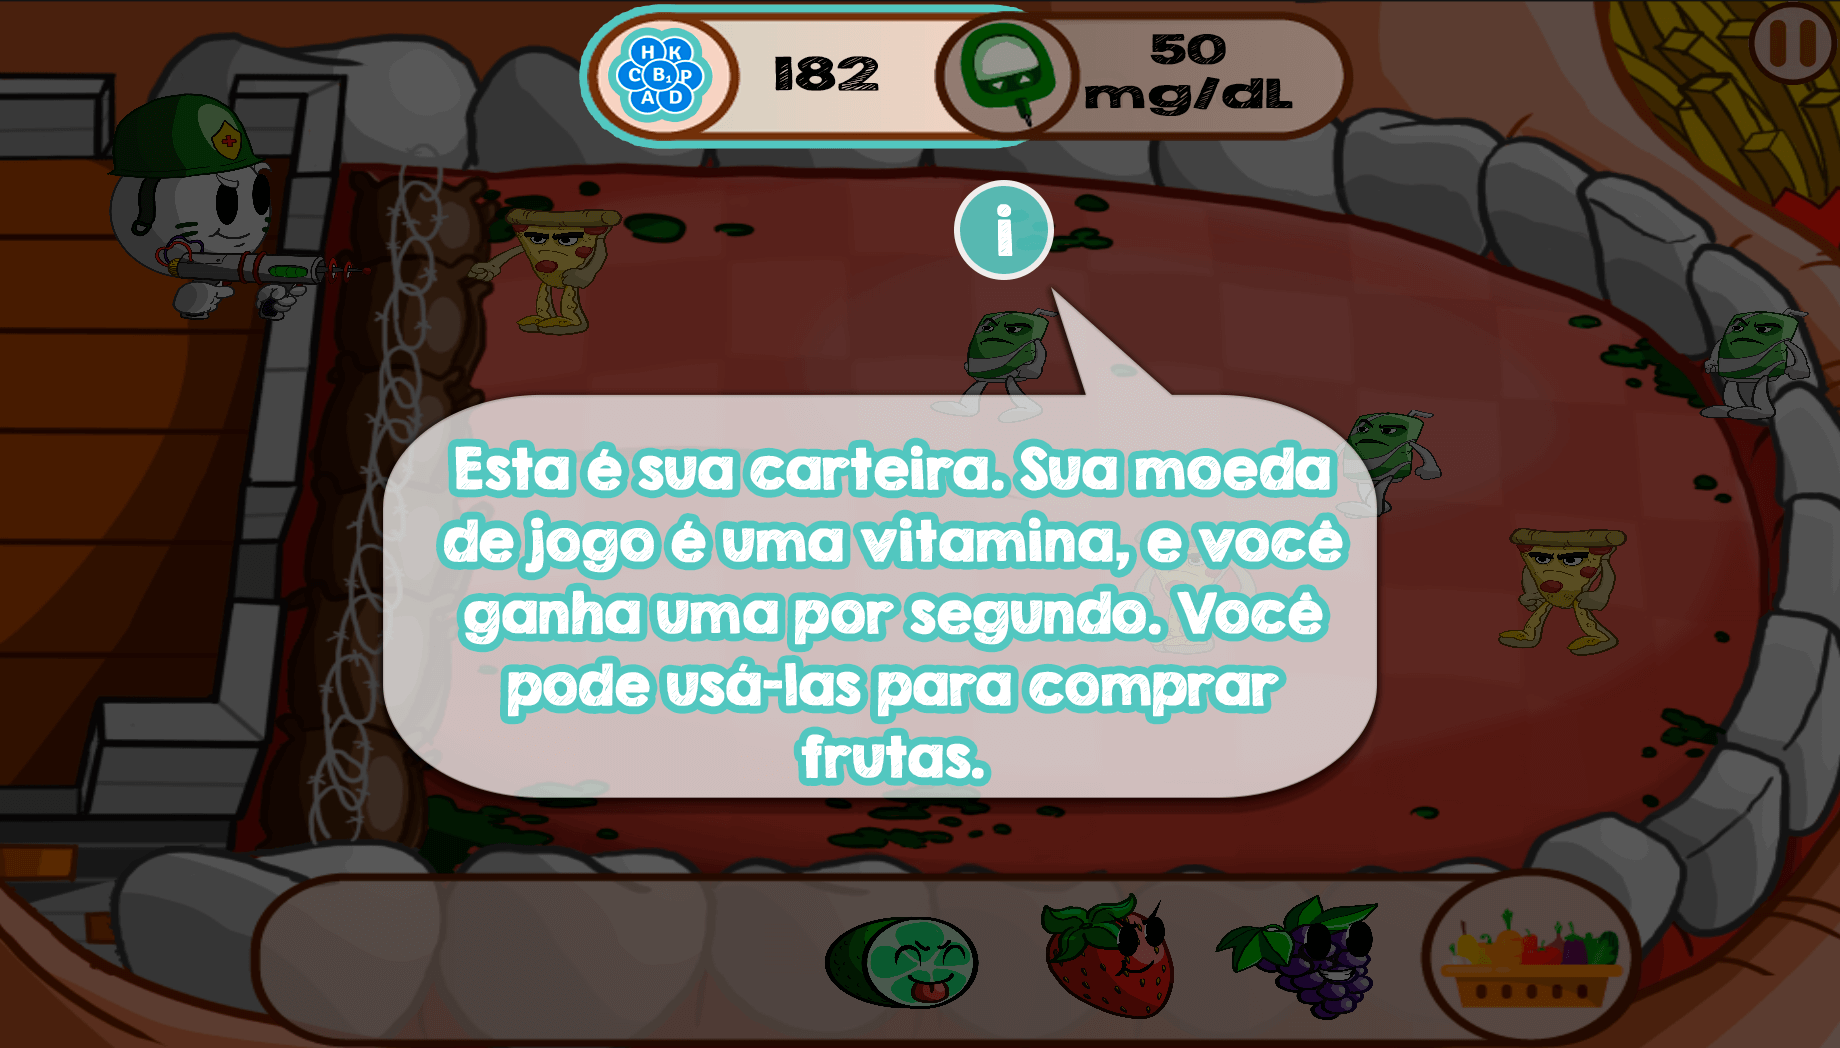 H K
C B₁ P
A D
182
50
mg/dL
i
Esta é sua carteira. Sua moeda
de jogo é uma vitamina, e você
ganha uma por segundo. Você
pode usá-las para comprar
frutas.